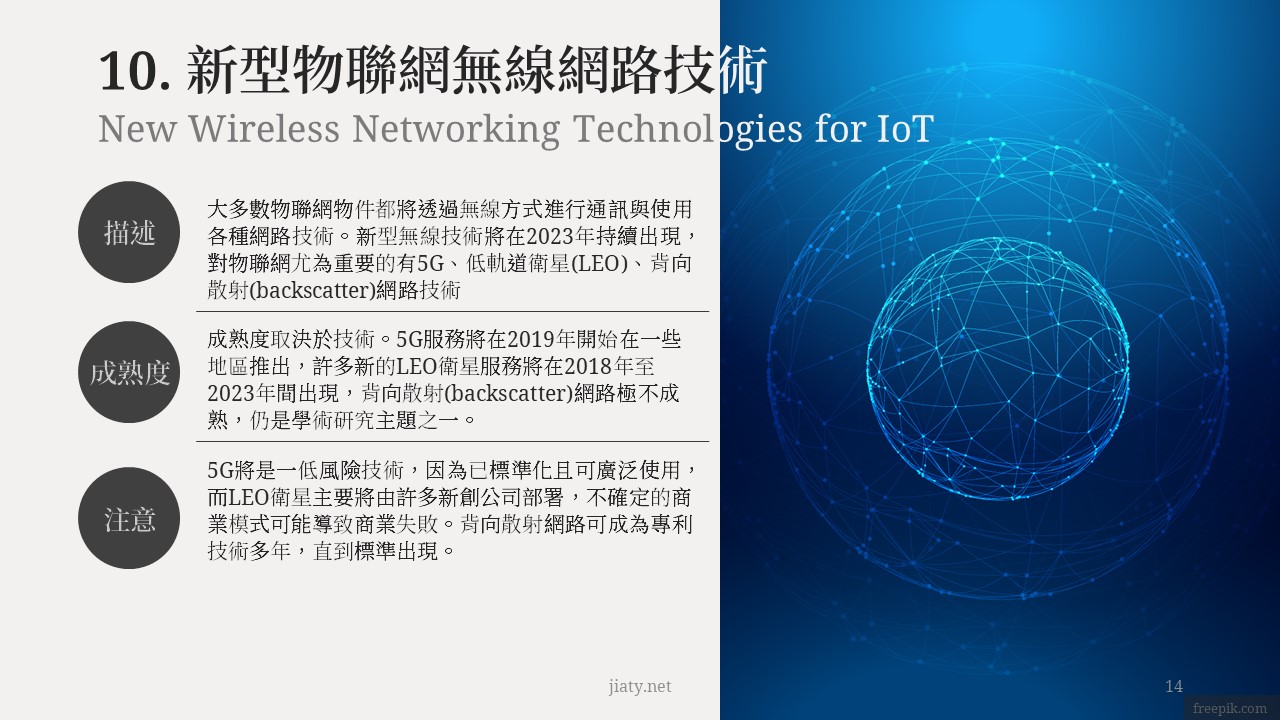 10. 新型物聯網無線網路技術
New Wireless Networking Technologies for IoT
描述
大多數物聯網物件都將透過無線方式進行通訊與使用
各種網路技術。新型無線技術將在2023年持續出現，
對物聯網尤為重要的有5G、低軌道衛星(LEO)、背向
散射(backscatter)網路技術
成熟度
成熟度取決於技術。5G服務將在2019年開始在一些
地區推出，許多新的LEO衛星服務將在2018年至
2023年間出現，背向散射(backscatter)網路極不成
熟，仍是學術研究主題之一。
注意
5G將是一低風險技術，因為已標準化且可廣泛使用，
而LEO衛星主要將由許多新創公司部署，不確定的商
業模式可能導致商業失敗。背向散射網路可成為專利
技術多年，直到標準出現。
jiaty.net
14
freepik.com